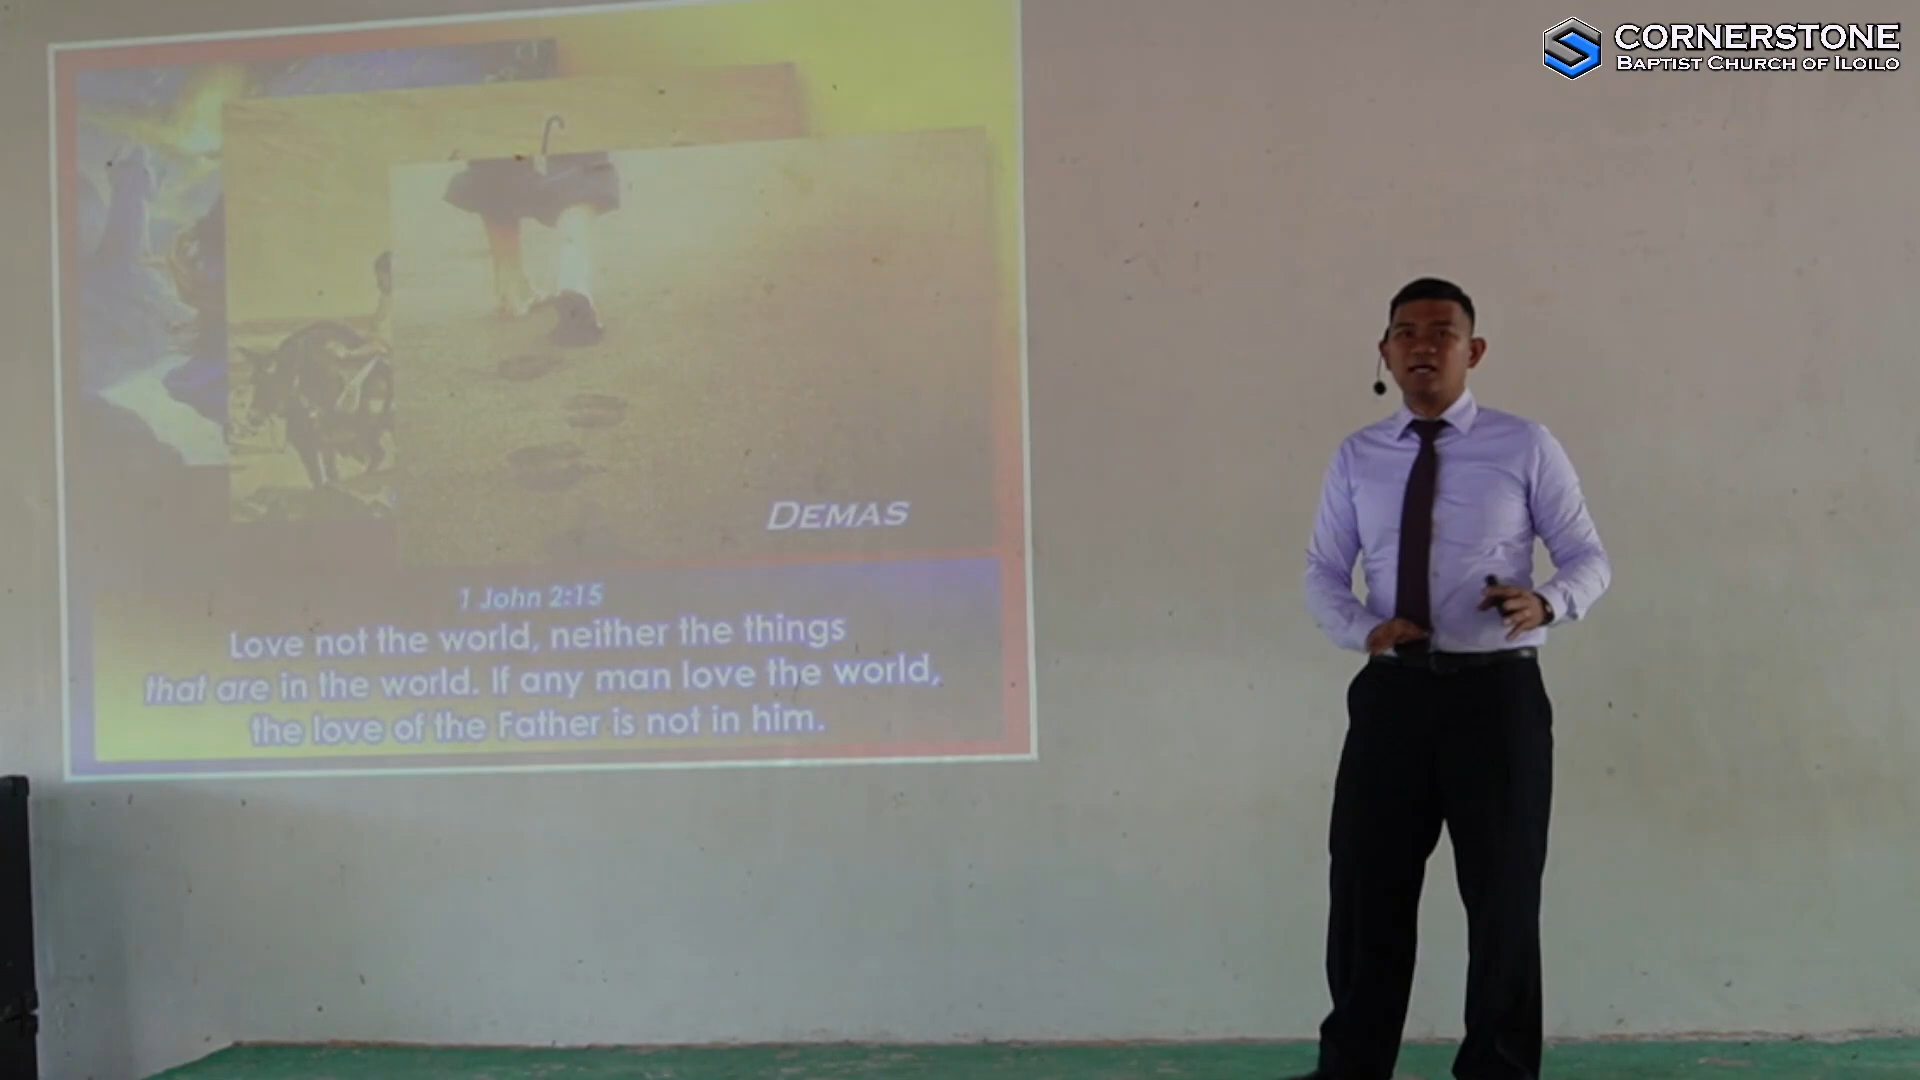 CORNERSTONE
BAPTIST CHURCH OF ILOILO
DEMAS
1 John 2:15
Love not the world, neither the things
that are in the world. If any man love the world,
the love of the Father is not in him.